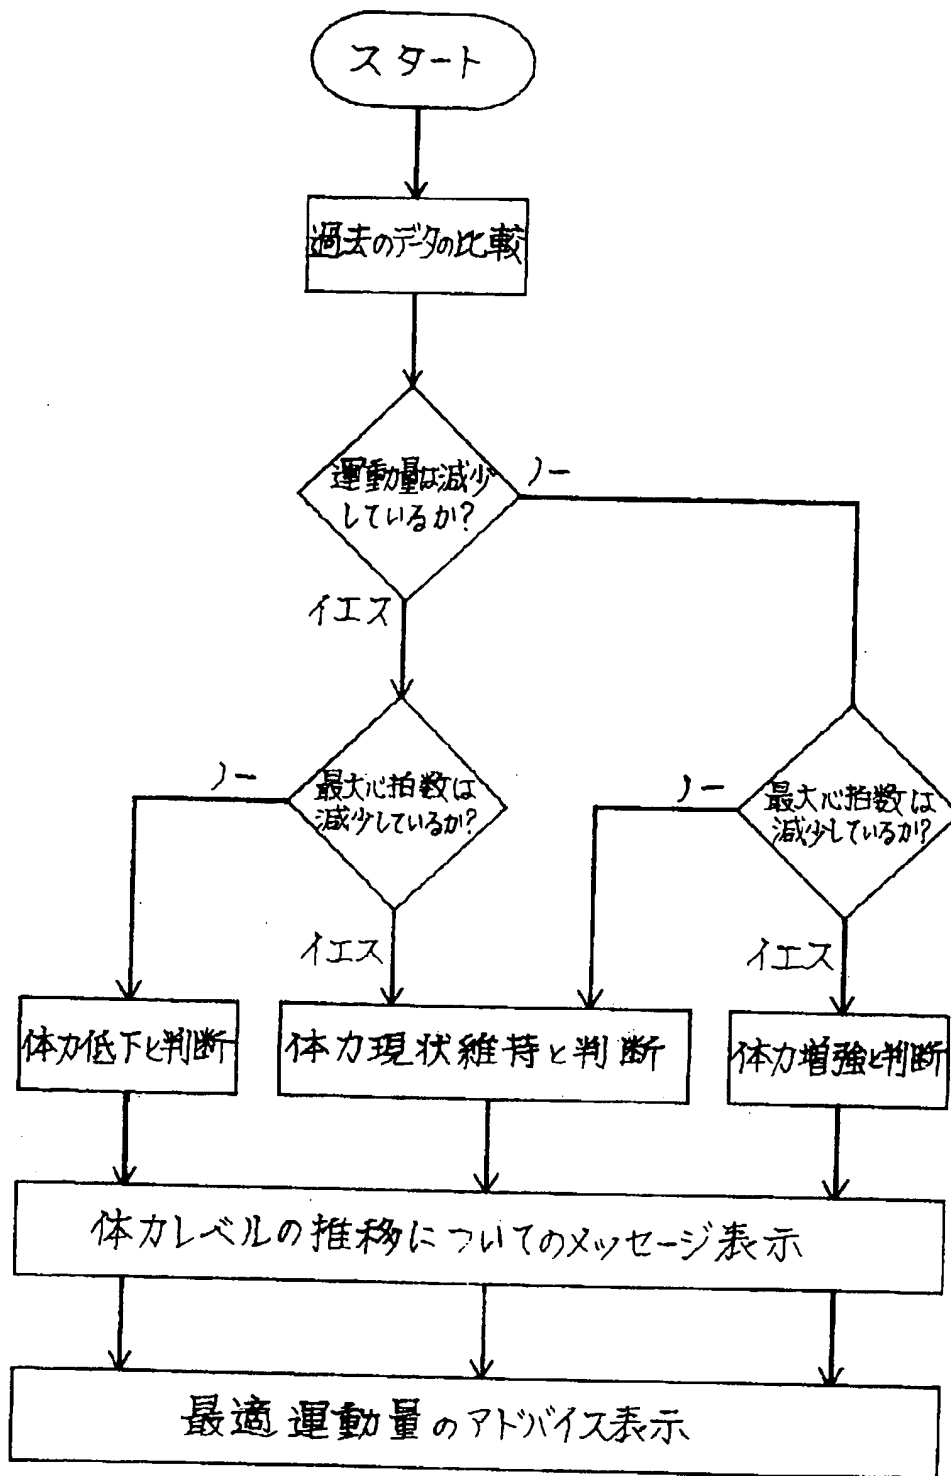 スタート
過去のデータの比較
運動量は減少
しているか?
ノー
イエス
ノー
最大心拍数は
減少しているか?
ノー
最大心拍数は
減少しているか?
イエス
イエス
体力低下と判断
体力現状維持と判断
体力増強と判断
体力レベルの推移についてのメッセージ表示
最適運動量のアドバイス表示